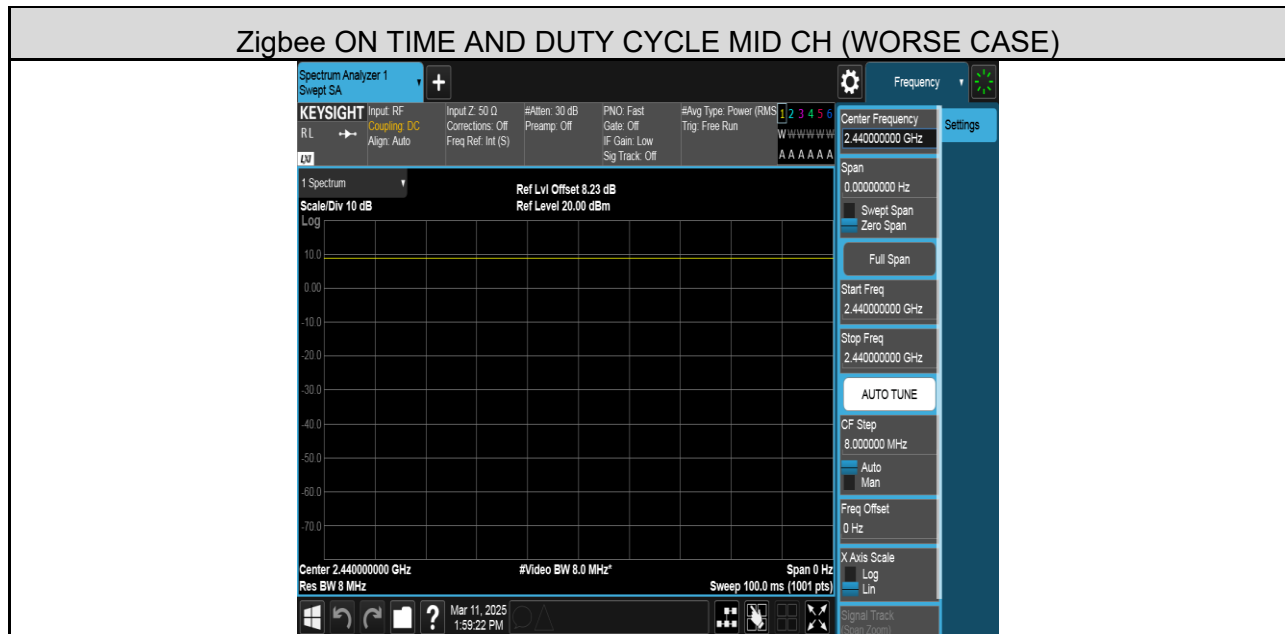 Zigbee ON TIME AND DUTY CYCLE MID CH (WORSE CASE)
Spectrum Analyzer 1
Swept SA
+
Frequency
KEYSIGHT
RL
LXI
Input: RF
Coupling: DC
Align: Auto
Input Z: 50 Ω
Corrections: Off
Freq Ref: Int (S)
#Atten: 30 dB
Preamp: Off
PNO: Fast
Gate: Off
IF Gain: Low
Sig Track: Off
#Avg Type: Power (RMS
Trig: Free Run
1 2 3 4 5 6
W W W W W W
A A A A A A
1 Spectrum
Scale/Div 10 dB
Ref Lvl Offset 8.23 dB
Ref Level 20.00 dBm
Log
10.0
0.00
-10.0
-20.0
-30.0
-40.0
-50.0
-60.0
-70.0
Center 2.440000000 GHz
Res BW 8 MHz
#Video BW 8.0 MHz*
Span 0 Hz
Sweep 100.0 ms (1001 pts)
?
Mar 11, 2025
1:59:22 PM
Center Frequency
2.440000000 GHz
Settings
Span
0.00000000 Hz
Swept Span
Zero Span
Full Span
Start Freq
2.440000000 GHz
Stop Freq
2.440000000 GHz
AUTO TUNE
CF Step
8.000000 MHz
Auto
Man
Freq Offset
0 Hz
X Axis Scale
Log
Lin
Signal Track
(Span Zoom)